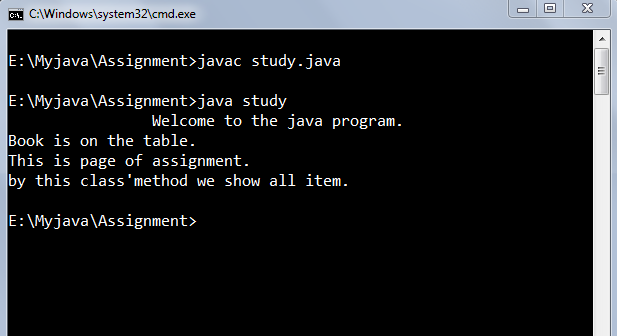 C:\Windows\system32\cmd.exe
E:\Myjava\Assignment>javac study.java
E:\Myjava\Assignment>java study
Welcome to the java program.
Book is on the table.
This is page of assignment.
by this class'method we show all item.
E:\Myjava\Assignment>